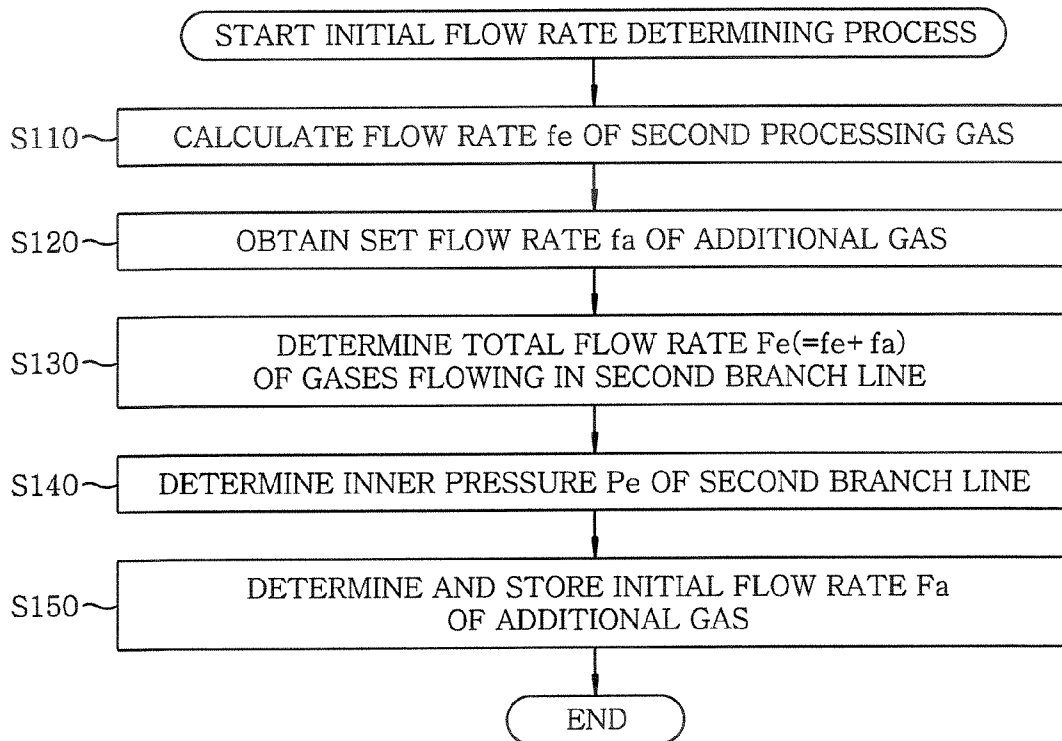 START INITIAL FLOW RATE DETERMINING PROCESS
S110~ CALCULATE FLOW RATE fe OF SECOND PROCESSING GAS
S120~ OBTAIN SET FLOW RATE fa OF ADDITIONAL GAS
S130~ DETERMINE TOTAL FLOW RATE Fe(=fe+fa)
OF GASES FLOWING IN SECOND BRANCH LINE
S140~ DETERMINE INNER PRESSURE Pe OF SECOND BRANCH LINE
S150~ DETERMINE AND STORE INITIAL FLOW RATE Fa
OF ADDITIONAL GAS
END